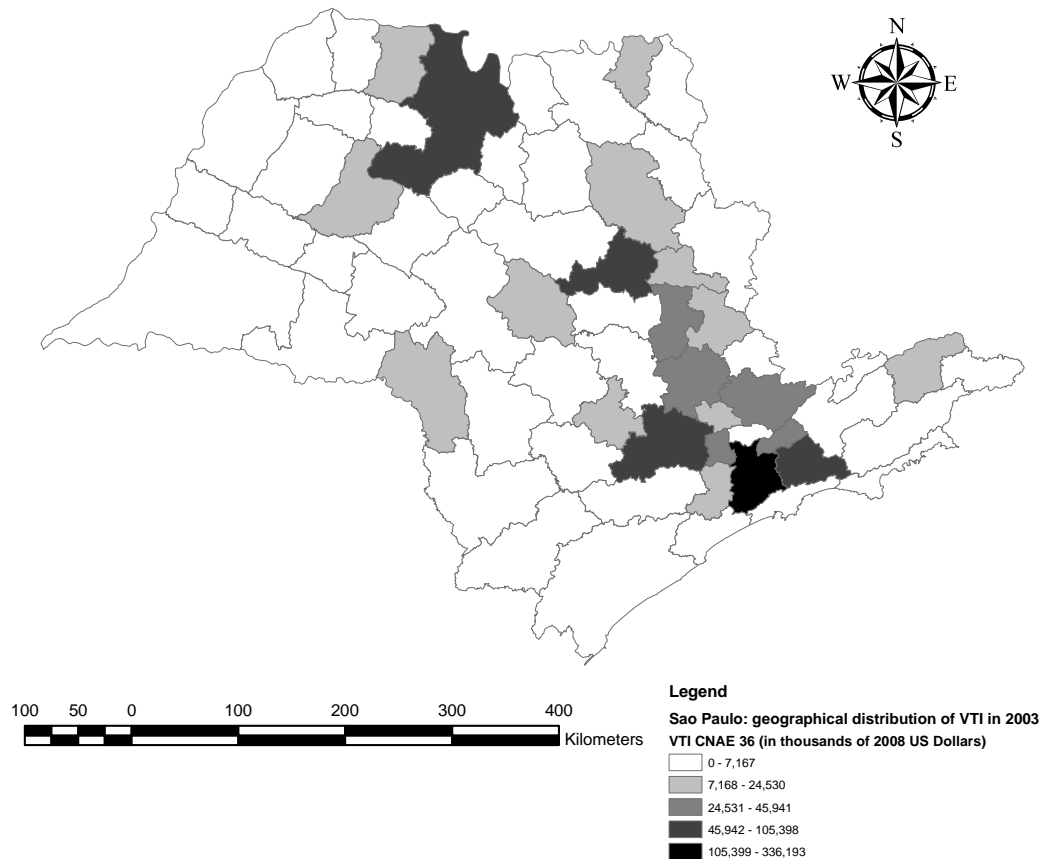 N
W E
S
100 50 0 100 200 300 400
Kilometers
Legend
Sao Paulo: geographical distribution of VTI in 2003
VTI CNAE 36 (in thousands of 2008 US Dollars)
0 - 7,167
7,168 - 24,530
24,531 - 45,941
45,942 - 105,398
105,399 - 336,193